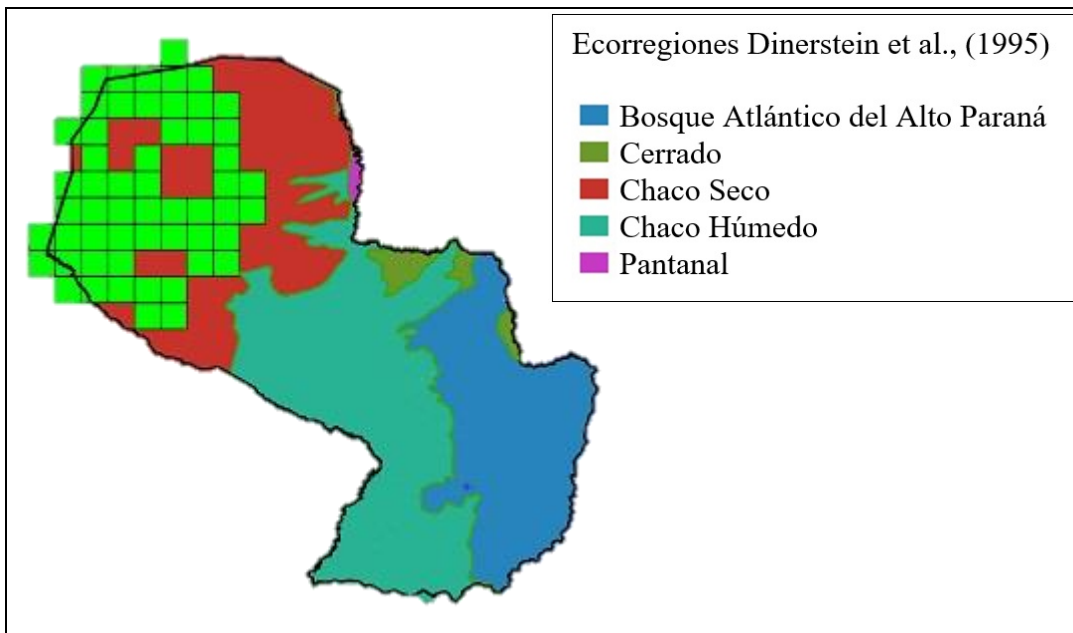 Ecorregiones Dinerstein et al., (1995)
Bosque Atlántico del Alto Paraná
Cerrado
Chaco Seco
Chaco Húmedo
Pantanal